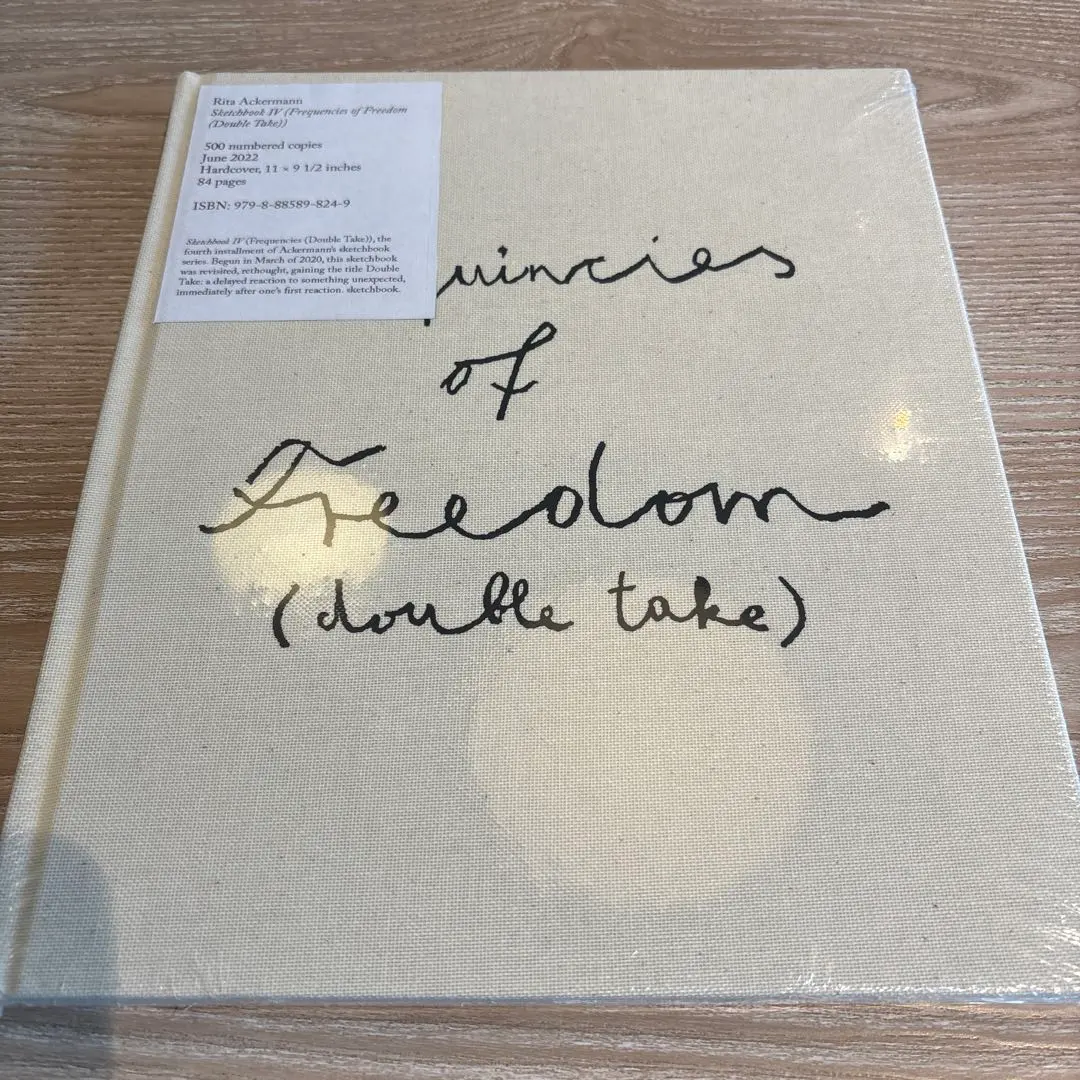 Rita Ackermann
Sketchbook IV (Frequencies of Freedom
(Double Take))
500 numbered copies
June 2022
Hardcover, 11 × 9 1/2 inches
84 pages
ISBN: 979-8-88589-824-9
Sketchbook IV (Frequencies (Double Take)), the
fourth installment of Ackermann's sketchbook
series. Begun in March of 2020, this sketchbook
was revisited, rethought, gaining the title Double
Take: a delayed reaction to something unexpected,
immediately after one's first reaction. sketchbook.
quincies
of
Freedom
(double take)